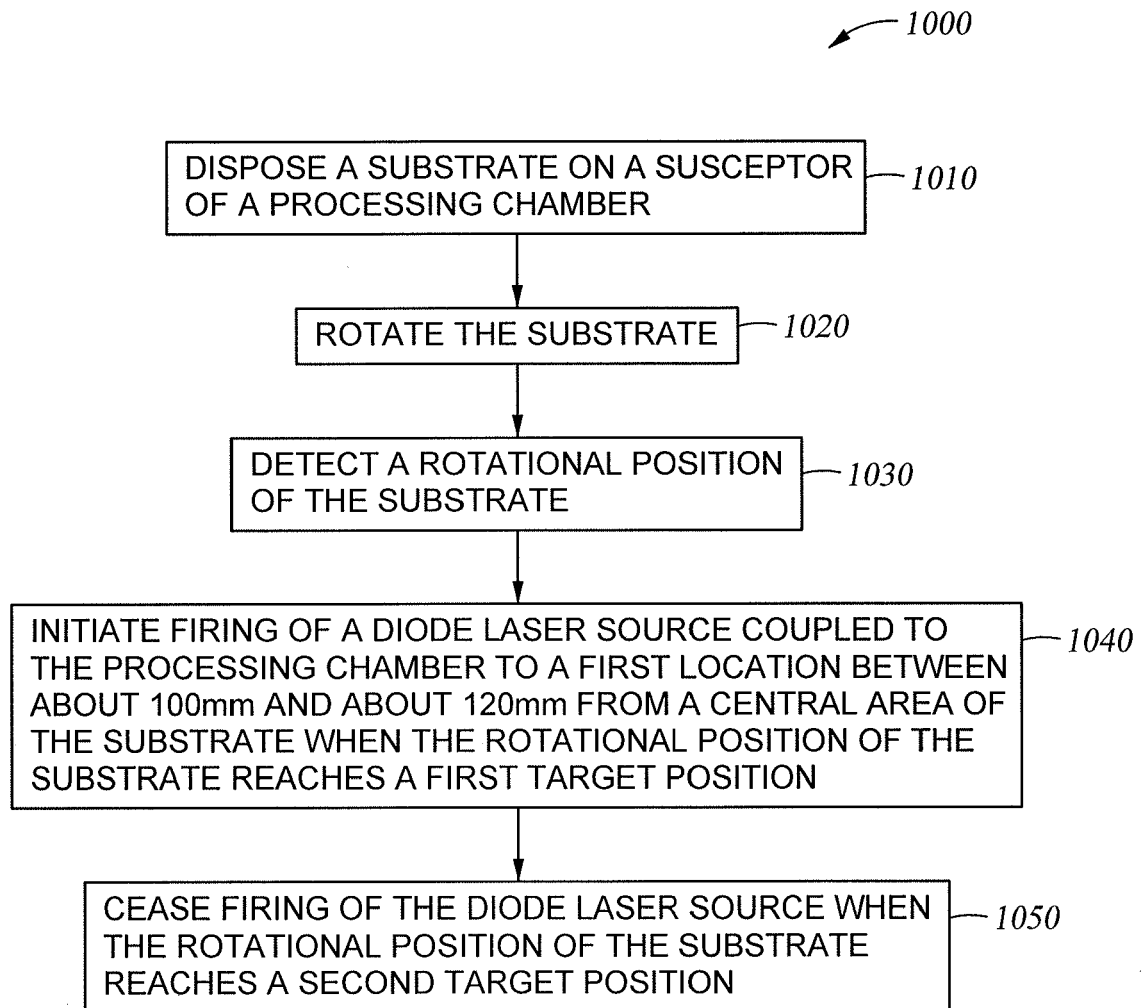 1000
DISPOSE A SUBSTRATE ON A SUSCEPTOR
OF A PROCESSING CHAMBER
1010
ROTATE THE SUBSTRATE
1020
DETECT A ROTATIONAL POSITION
OF THE SUBSTRATE
1030
INITIATE FIRING OF A DIODE LASER SOURCE COUPLED TO
THE PROCESSING CHAMBER TO A FIRST LOCATION BETWEEN
ABOUT 100mm AND ABOUT 120mm FROM A CENTRAL AREA OF
THE SUBSTRATE WHEN THE ROTATIONAL POSITION OF THE
SUBSTRATE REACHES A FIRST TARGET POSITION
1040
CEASE FIRING OF THE DIODE LASER SOURCE WHEN
THE ROTATIONAL POSITION OF THE SUBSTRATE
REACHES A SECOND TARGET POSITION
1050